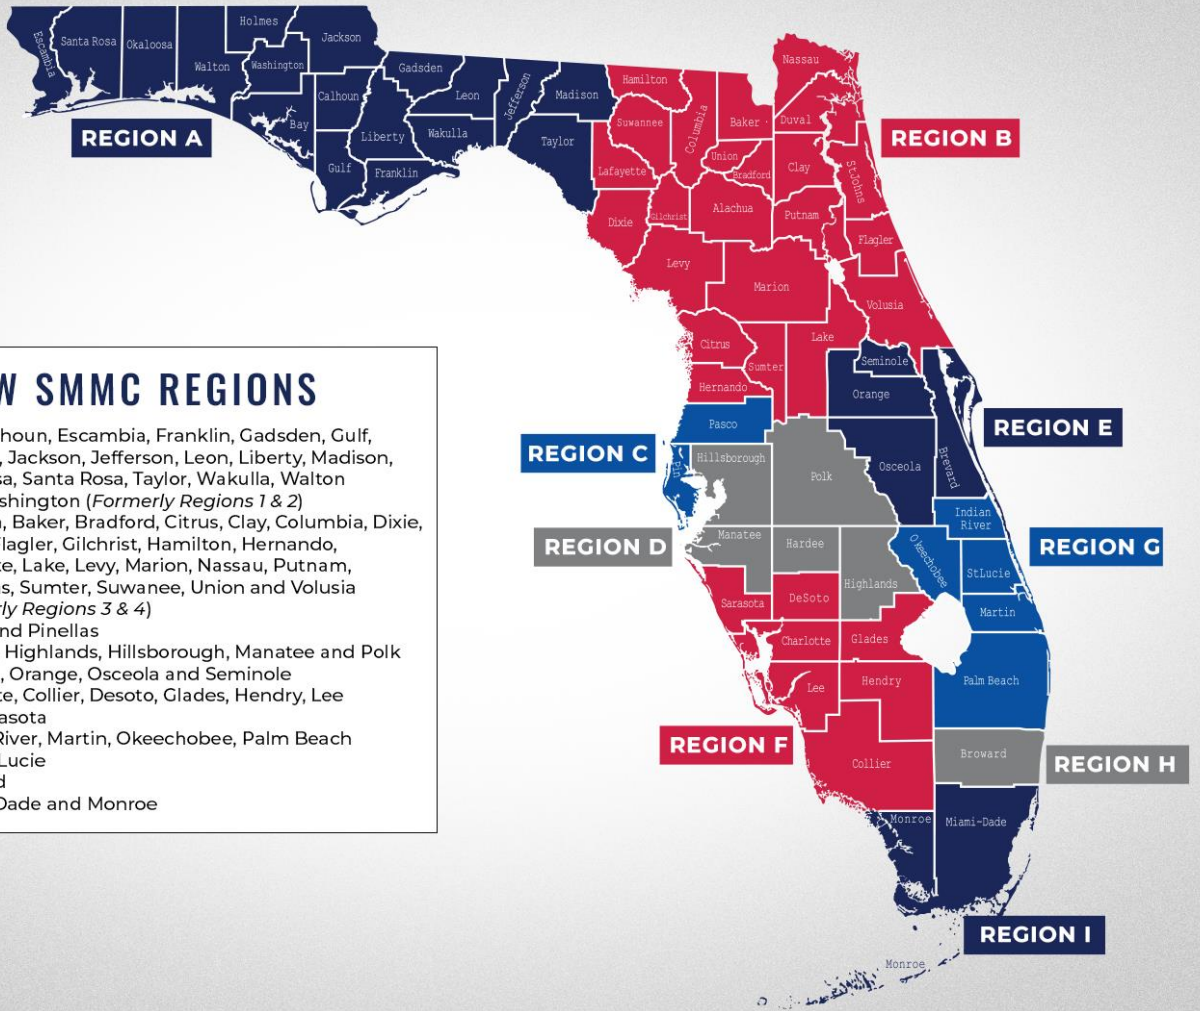 Holmes
Jackson
Santa Rosa
Okaloosa
Escambia
Walton
Washington
Gadsden
Calhoun
Leon
Jefferson
Madison
Bay
Liberty
Wakulla
Taylor
Gulf
Franklin
REGION A
Nassau
Hamilton
Suwannee
Columbia
Baker
Duval
Union
Bradford
Clay
StJohns
Lafayette
Dixie
Gilchrist
Alachua
Putnam
Flagler
Levy
Marion
Volusia
Citrus
Lake
Sumter
Hernando
REGION B
Seminole
Orange
Osceola
Brevard
REGION E
Pasco
REGION C
Hillsborough
Polk
Manatee
Hardee
Highlands
REGION D
Indian
River
Okeechobee
StLucie
Martin
Palm Beach
REGION G
Sarasota
DeSoto
Charlotte
Glades
Lee
Hendry
Collier
REGION F
Broward
REGION H
Monroe
Miami-Dade
REGION I
Monroe
W SMMC REGIONS
houn, Escambia, Franklin, Gadsden, Gulf,
, Jackson, Jefferson, Leon, Liberty, Madison,
sa, Santa Rosa, Taylor, Wakulla, Walton
shington (Formerly Regions 1 & 2)
, Baker, Bradford, Citrus, Clay, Columbia, Dixie,
lagler, Gilchrist, Hamilton, Hernando,
te, Lake, Levy, Marion, Nassau, Putnam,
s, Sumter, Suwanee, Union and Volusia
rly Regions 3 & 4)
nd Pinellas
, Highlands, Hillsborough, Manatee and Polk
, Orange, Osceola and Seminole
te, Collier, Desoto, Glades, Hendry, Lee
asota
River, Martin, Okeechobee, Palm Beach
Lucie
d
Dade and Monroe